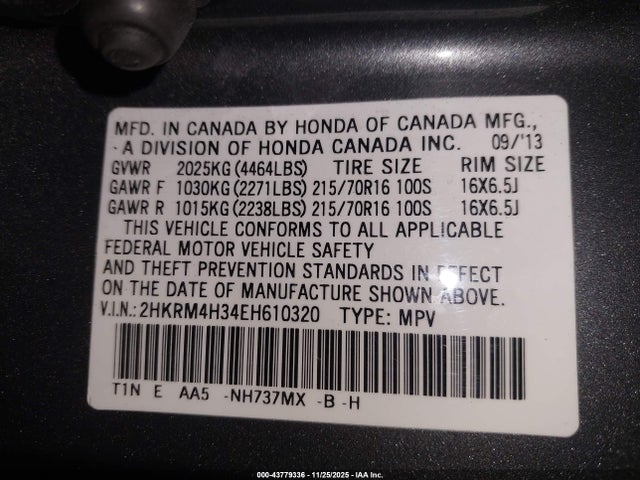 MFD. IN CANADA BY HONDA OF CANADA MFG.,
A DIVISION OF HONDA CANADA INC. 09/'13
GVWR 2025KG (4464LBS) TIRE SIZE RIM SIZE
GAWR F 1030KG (2271LBS) 215/70R16 100S 16X6.5J
GAWR R 1015KG (2238LBS) 215/70R16 100S 16X6.5J
THIS VEHICLE CONFORMS TO ALL APPLICABLE
FEDERAL MOTOR VEHICLE SAFETY
AND THEFT PREVENTION STANDARDS IN EFFECT
ON THE DATE OF MANUFACTURE SHOWN ABOVE.
V.I.N.: 2HKRM4H34EH610320 TYPE: MPV
T1N E AA5 -NH737MX -B -H
000-43779336 - 11/25/2025 - IAA Inc.